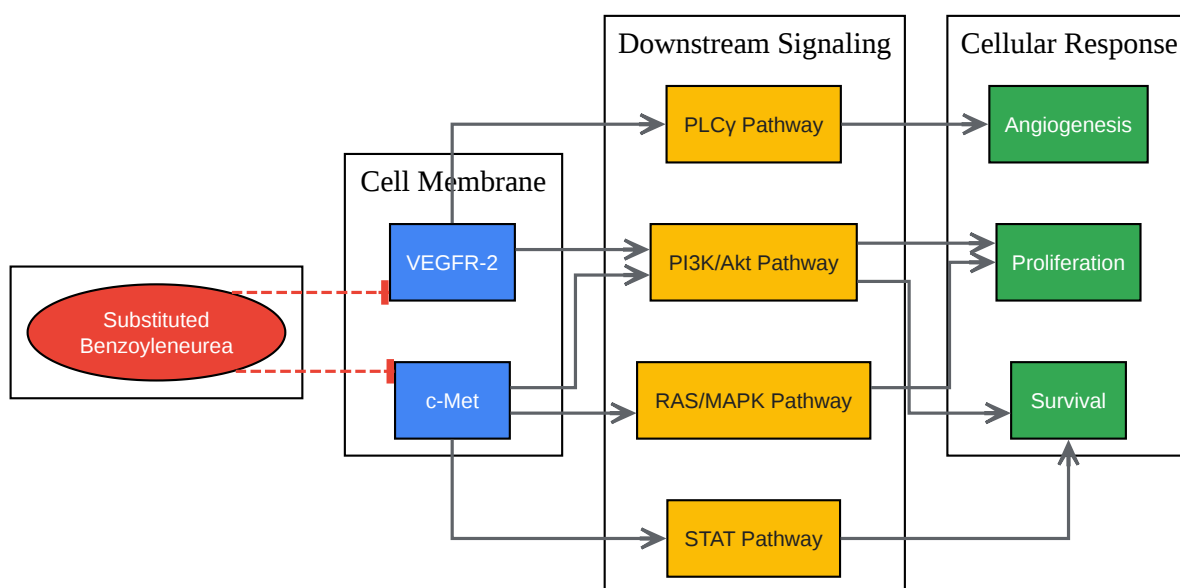 Downstream Signaling
Cellular Response
PLCγ Pathway
Angiogenesis
Cell Membrane
VEGFR-2
PI3K/Akt Pathway
Proliferation
Substituted
Benzoyleneurea
c-Met
RAS/MAPK Pathway
Survival
STAT Pathway